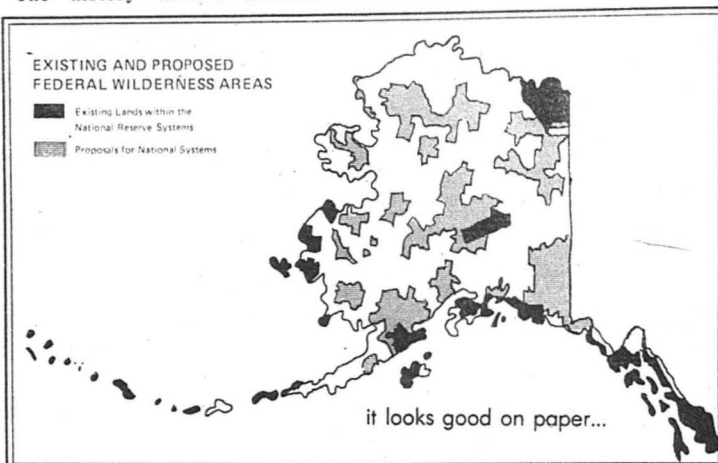 EXISTING AND PROPOSED
FEDERAL WILDERNESS AREAS
Existing Lands within the
National Reserve Systems
Proposals for National Systems
it looks good on paper...